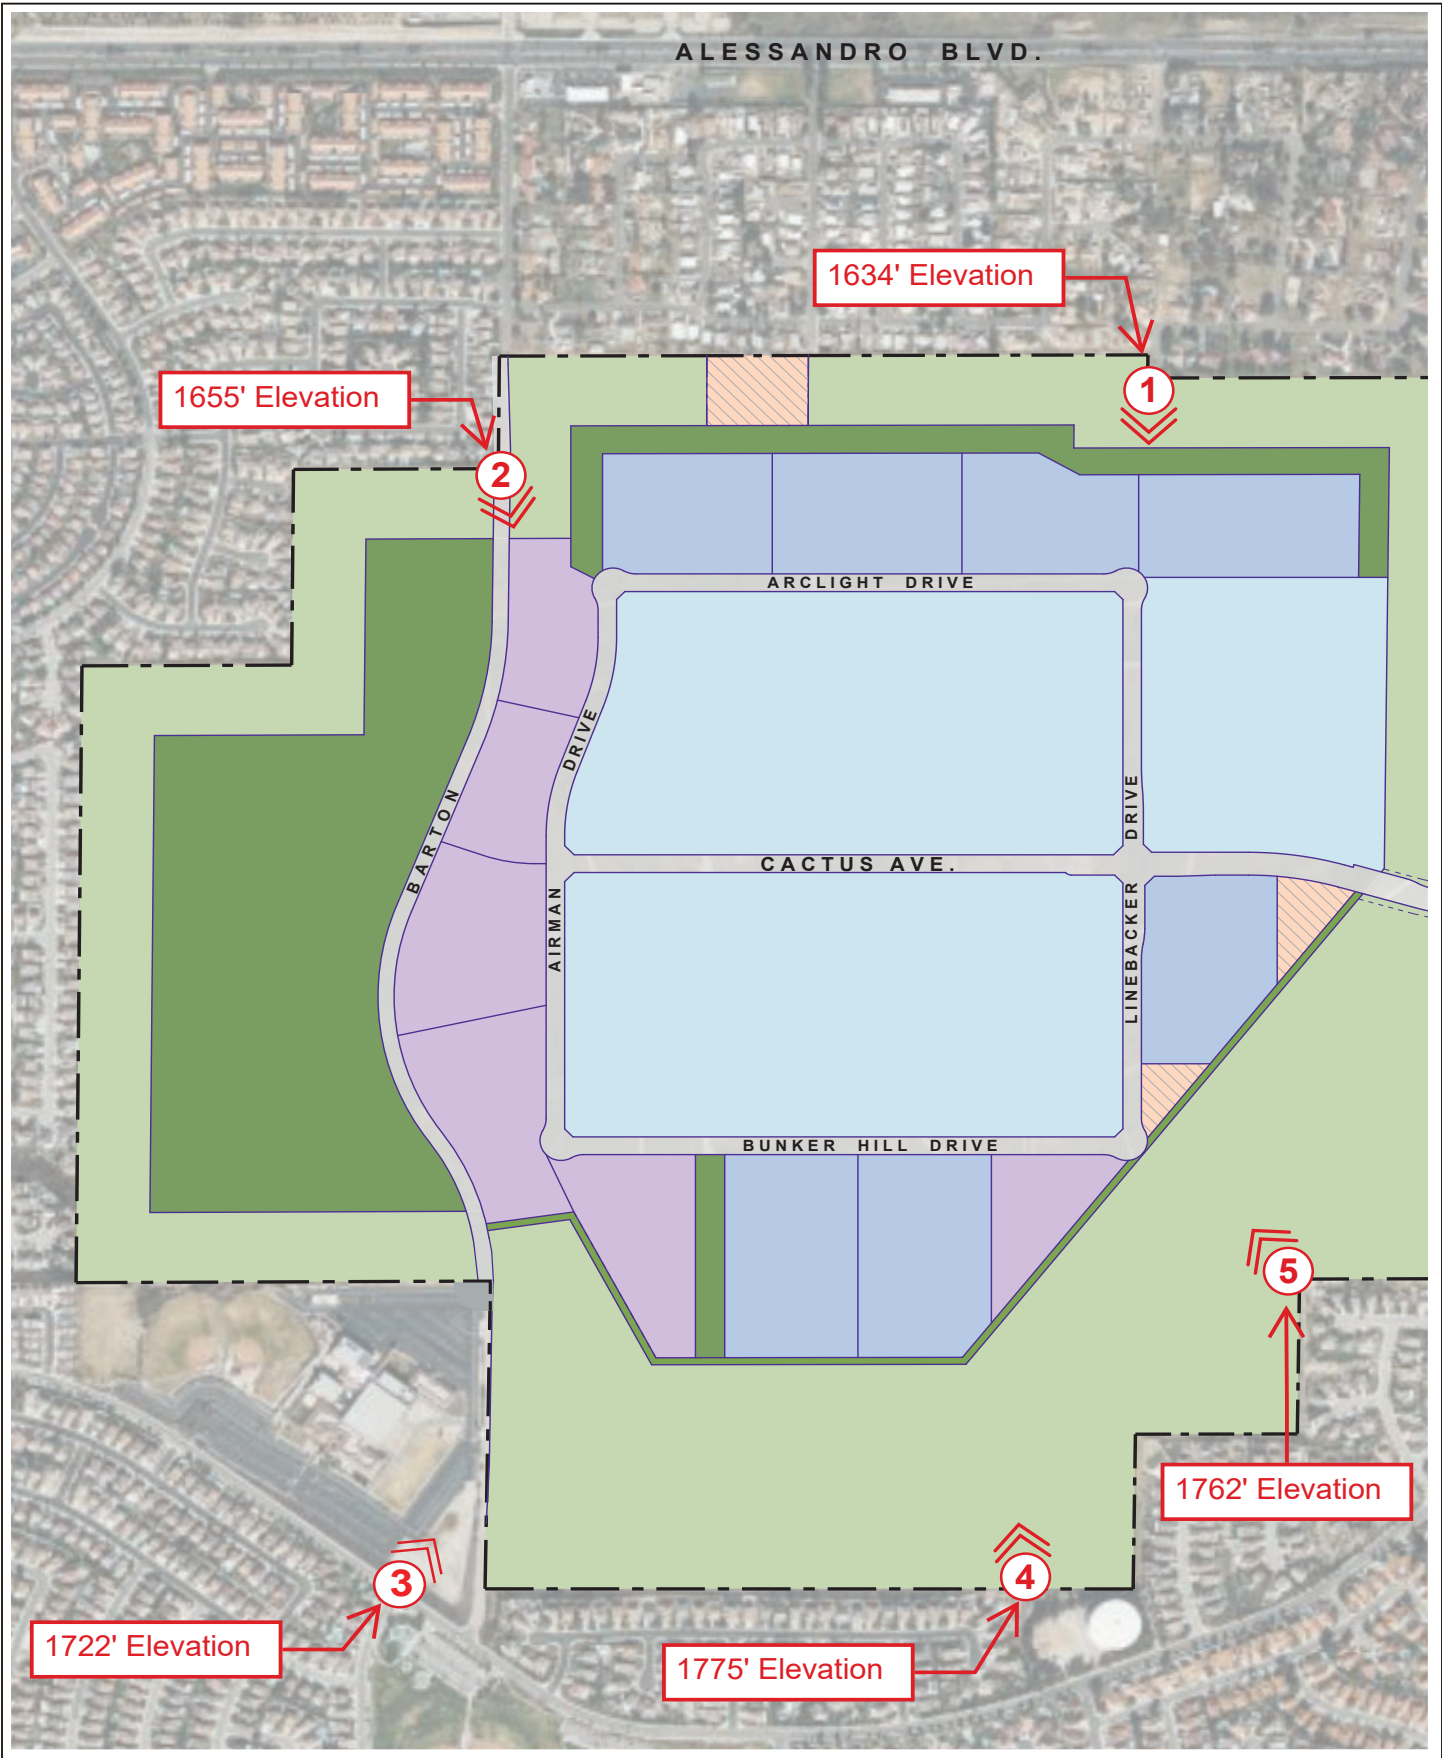 ALESSANDRO BLVD.
1634' Elevation
1
1655' Elevation
2
ARCLIGHT DRIVE
DRIVE
DRIVE
BARTON
CACTUS AVE.
AIRMAN
LINEBACKER
BUNKER HILL DRIVE
5
1762' Elevation
3
4
1722' Elevation
1775' Elevation